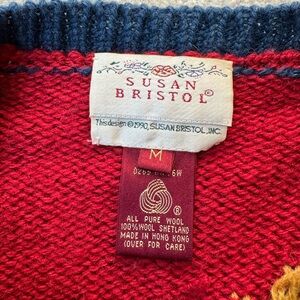 SUSAN
BRISTOL®
This design © 1990, SUSAN BRISTOL, INC.
M
®
ALL PURE WOOL
100% WOOL SHETLAND
MADE IN HONG KONG
(OVER FOR CARE)